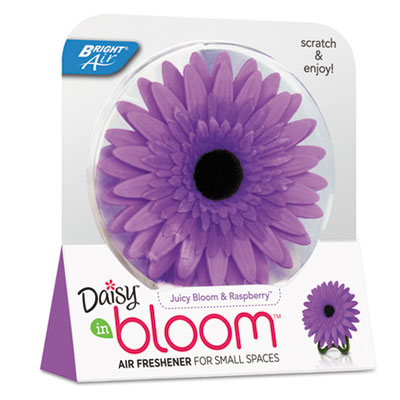 BRIGHT®
Air
scratch &
enjoy!
Juicy Bloom & Raspberry™
Daisy
in bloom™
AIR FRESHENER FOR SMALL SPACES